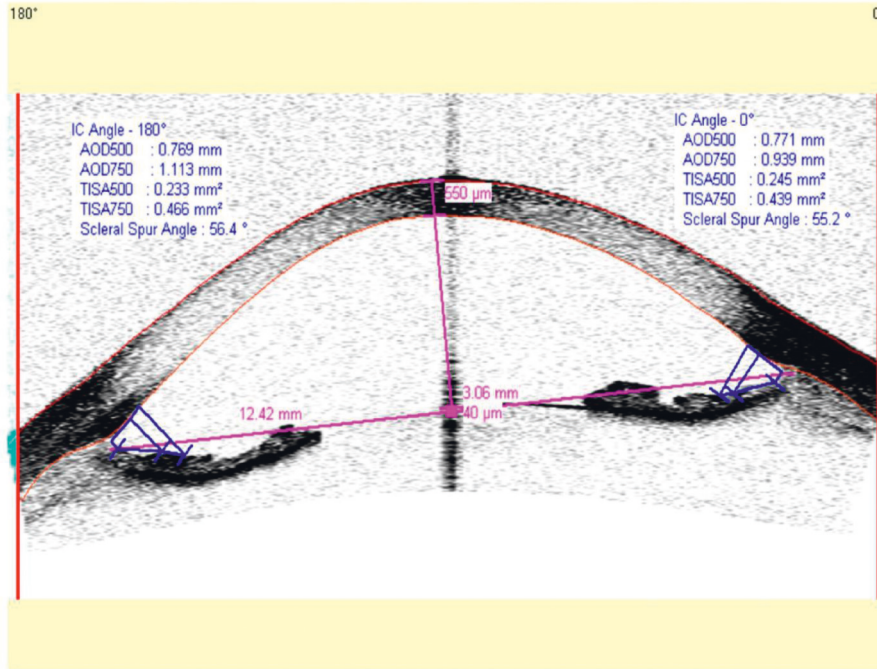 180°
0
IC Angle - 180°
AOD500 : 0.769 mm
AOD750 : 1.113 mm
TISA500 : 0.233 mm²
TISA750 : 0.466 mm²
Scleral Spur Angle : 56.4 °
IC Angle - 0°
AOD500 : 0.771 mm
AOD750 : 0.939 mm
TISA500 : 0.245 mm²
TISA750 : 0.439 mm²
Scleral Spur Angle : 55.2 °
550 µm
12.42 mm
3.06 mm
40 µm